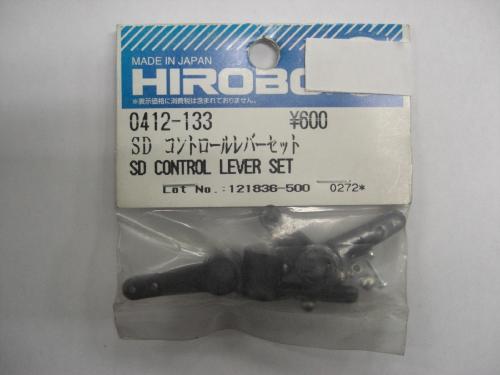 MADE IN JAPAN
HIROBO
※表示価格に消費税は含まれておりません。
0412-133 ¥600
SD コントロールレバーセット
SD CONTROL LEVER SET
Lot No.:121836-500 0272*